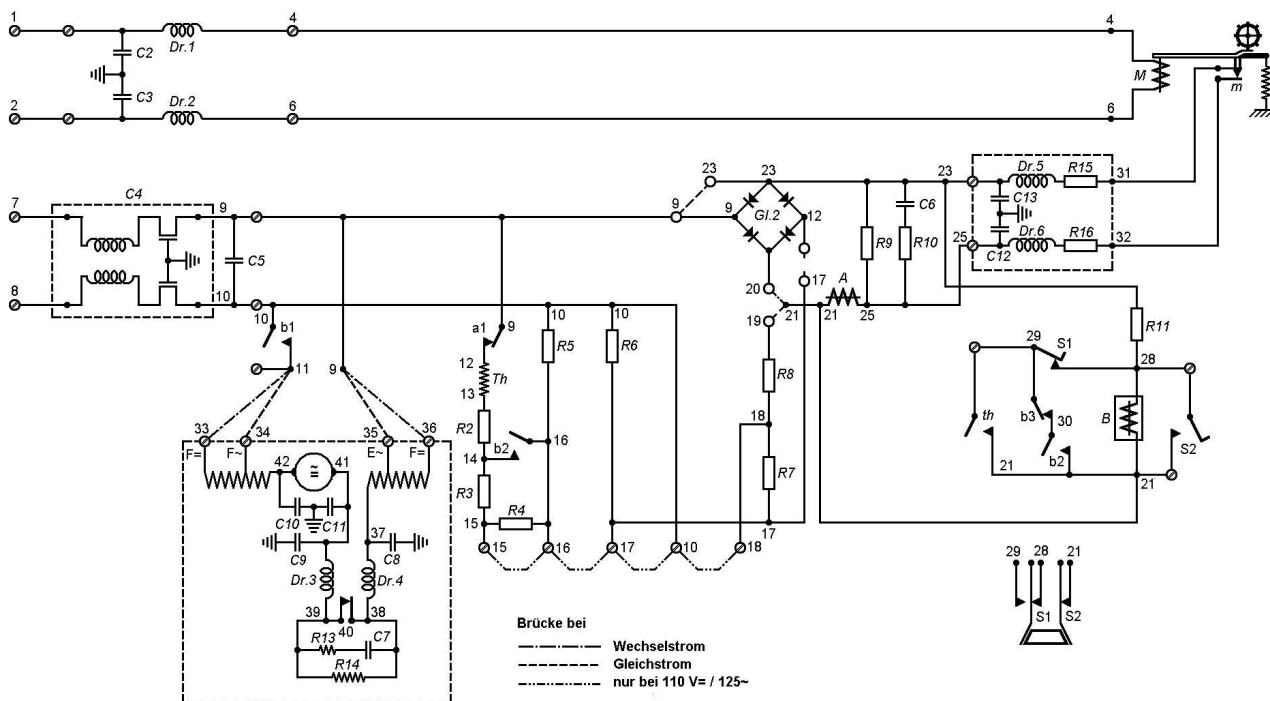 1 4 4
C2 Dr.1
C3 Dr.2 M m
2 6 6
C4 23 23 23 Dr.5 R15 31
7 9 9 9 Gl.2 12 C6 C13
C5 R9 R10 25 C12 Dr.6 R16 32
8 10 20 17 A
10 b1 a1 9 10 R5 10 R6 19 21 21 25 R11
11 9 12 Th 29 S1
13 R8 28
33 34 35 36 R2 b2 16 18 th b3 30 B S2
F= F~ E~ F= 14 21 b2 21
42 ≅ 41 R3 R7
C10 C11 15 R4
37 17
C9 C8 15 16 17 10 18
Dr.3 Dr.4 29 28 21
39 40 38 S1 S2
R13 C7
R14
Brücke bei
Wechselstrom
Gleichstrom
nur bei 110 V= / 125~